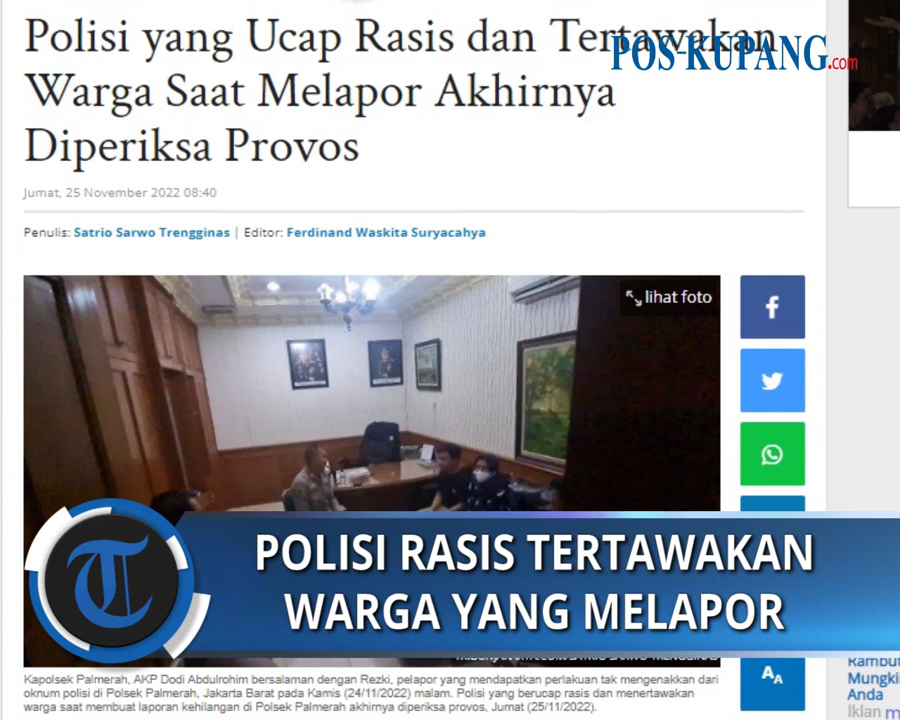 Polisi yang Ucap Rasis dan Tertawakan
POS-KUPANG.com
Warga Saat Melapor Akhirnya
Diperiksa Provos
Jumat, 25 November 2022 08:40
Penulis: Satrio Sarwo Trengginas | Editor: Ferdinand Waskita Suryacahya
lihat foto
POLISI RASIS TERTAWAKAN
WARGA YANG MELAPOR
Kapolsek Palmerah, AKP Dodi Abdulrohim bersalaman dengan Rezki, pelapor yang mendapatkan perlakuan tak mengenakkan dari
oknum polisi di Polsek Palmerah, Jakarta Barat pada Kamis (24/11/2022) malam. Polisi yang berucap rasis dan menertawakan
warga saat membuat laporan kehilangan di Polsek Palmerah akhirnya diperiksa provos, Jumat (25/11/2022).
AA
Rambut
Mungki
Anda
Iklan m